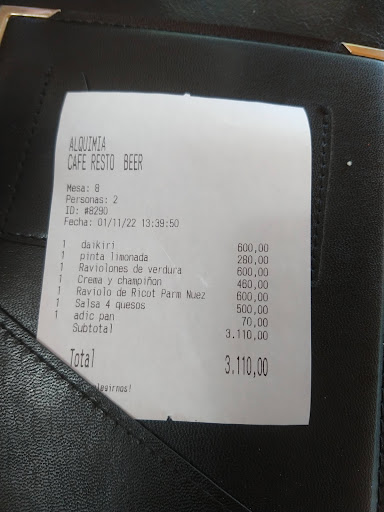 ALQUIMIA
CAFE RESTO BEER
Mesa: 8
Personas: 2
ID: #8290
Fecha: 01/11/22 13:39:50
1 daikiri 600,00
1 pinta limonada 280,00
1 Raviolones de verdura 600,00
1 Crema y champiñon 460,00
1 Raviolo de Ricot Parm Nuez 600,00
1 Salsa 4 quesos 500,00
1 adic pan 70,00
Subtotal 3.110,00
Total 3.110,00